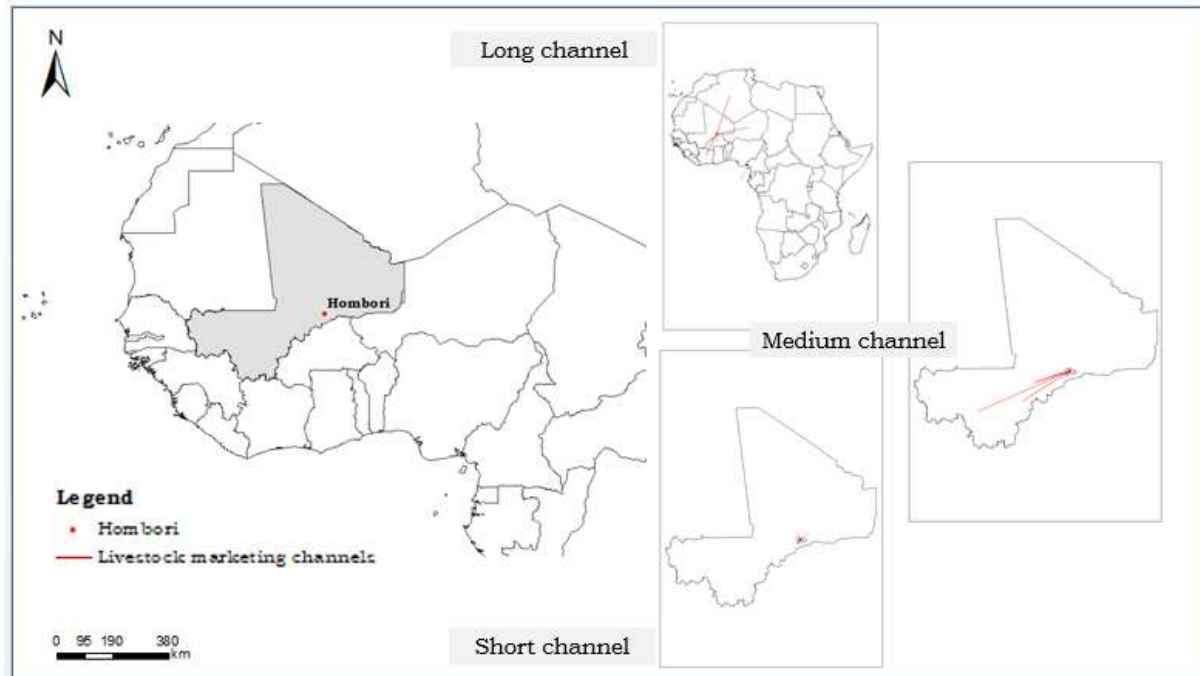 N
Long channel
Hombori
Medium channel
Legend
Hombori
Livestock marketing channels
0 95 190 380
km
Short channel